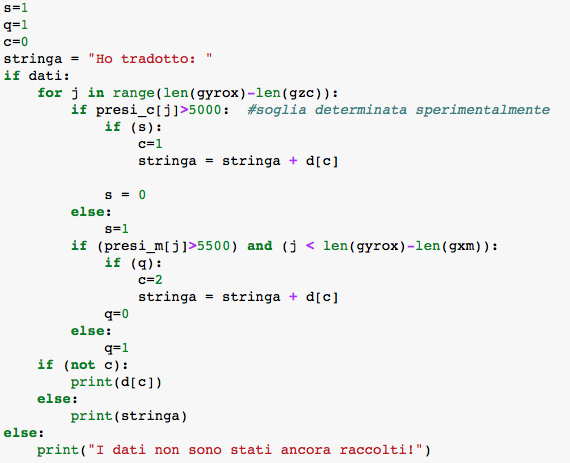 s=1
q=1
c=0
stringa = "Ho tradotto: "
if dati:
    for j in range(len(gyrox)-len(gzc)):
        if presi_c[j]>5000:  #soglia determinata sperimentalmente
            if (s):
                c=1
                stringa = stringa + d[c]

            s = 0
        else:
            s=1
        if (presi_m[j]>5500) and (j < len(gyrox)-len(gxm)):
            if (q):
                c=2
                stringa = stringa + d[c]
            q=0
        else:
            q=1
    if (not c):
        print(d[c])
    else:
        print(stringa)
else:
    print("I dati non sono stati ancora raccolti!")